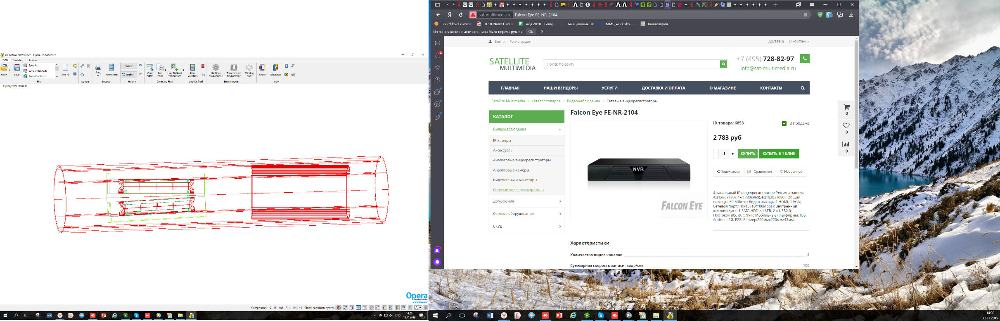 all system-10750.opc* - Opera-3d Modeller
Work Modelling Analysis
Open
Save
Save As
Save with Mesh
Revert to Saved
Clear All
File
Options
Print
Animations
Images
History
Replay
History
Comi Editor
Run Comi
User Defined Toolbuttons
Command Files
User Variables
User Defined
Machines Environment
Transformers Environment
Winding Tool
Environments
Select
3d Display
View
13/ноя/2019 14:20:15
Opera
Simulation Software
COBHAM
Component 10 16 104 214 144 45 Global coordinate system
ENG
14:20
13.11.2019
sat-multimedia.ru Falcon Eye FE-NR-2104
Board level camera
DE10-Nano User M
мёд 2018 - Google
База данных ЭП
MMS_work.xlsx —
Канцелярия
Из-за нехватки памяти страница была перезагружена OK
Войти Регистрация
Доставка О компании
SATELLITE
MULTIMEDIA
Поиск по сайту
+7 (495) 728-82-97
info@sat-multimedia.ru
ГЛАВНАЯ НАШИ ВЕНДОРЫ УСЛУГИ ДОСТАВКА И ОПЛАТА О МАГАЗИНЕ КОНТАКТЫ
Satellite Multimedia > Каталог товаров > Видеонаблюдение > Сетевые видеорегистраторы
КАТАЛОГ
Видеонаблюдение
IP-камеры
Аксессуары
Аналоговые видеорегистраторы
Аналоговые камеры
Видеостены и мониторы
Сетевые видеорегистраторы
Домофония
Сетевое оборудование
СКУД
Falcon Eye FE-NR-2104
NVR
FALCON EYE
ID товара: 6853
В продаже
2 783 руб
- 1 + КУПИТЬ КУПИТЬ В 1 КЛИК
Поделиться Сравнение Избранное
4-канальный IP видеорегистратор; Режимы записи:
4x(1280x720), 4x(1280x960),4x(1920x1080); Общий
поток до 50 Мбит/с; Видео выходы:1 HDMI, 1 VGA;
Сетевой порт:1 RJ-45 (10/100Mbps); Внутренний
жесткий диск: 1 SATA HDD до 6TB; 2 x USB2.0;
Протокол i8S, i8, ONVIF; Мобильные платформы: IOS,
Android; 3G, P2P; Размер:260ммx220ммx43мм.
Характеристики
Количество видео каналов 4
Суммарная скорость записи, кадр/сек. 100
0
0
0
14:20
13.11.2019